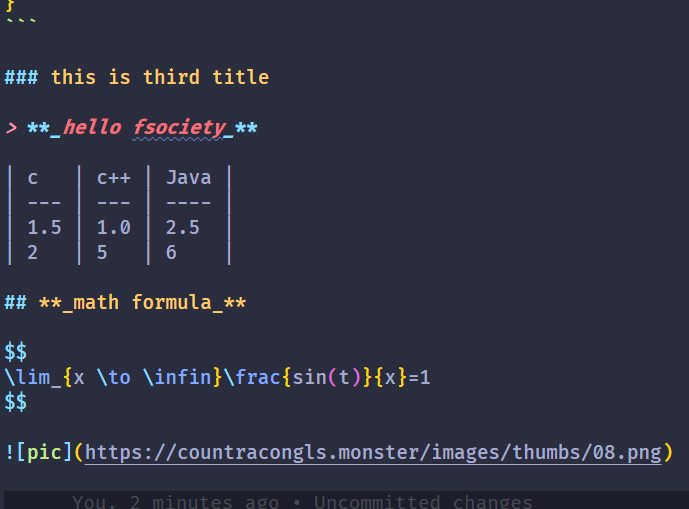 }
```
### this is third title
> **_hello fsociety_**
| c   | c++ | Java |
| --- | --- | ---- |
| 1.5 | 1.0 | 2.5  |
| 2   | 5   | 6    |
## **_math formula_**
$$
\lim_{x \to \infin}\frac{sin(t)}{x}=1
$$
![pic](https://countracongls.monster/images/thumbs/08.png)
You, 2 minutes ago • Uncommitted changes